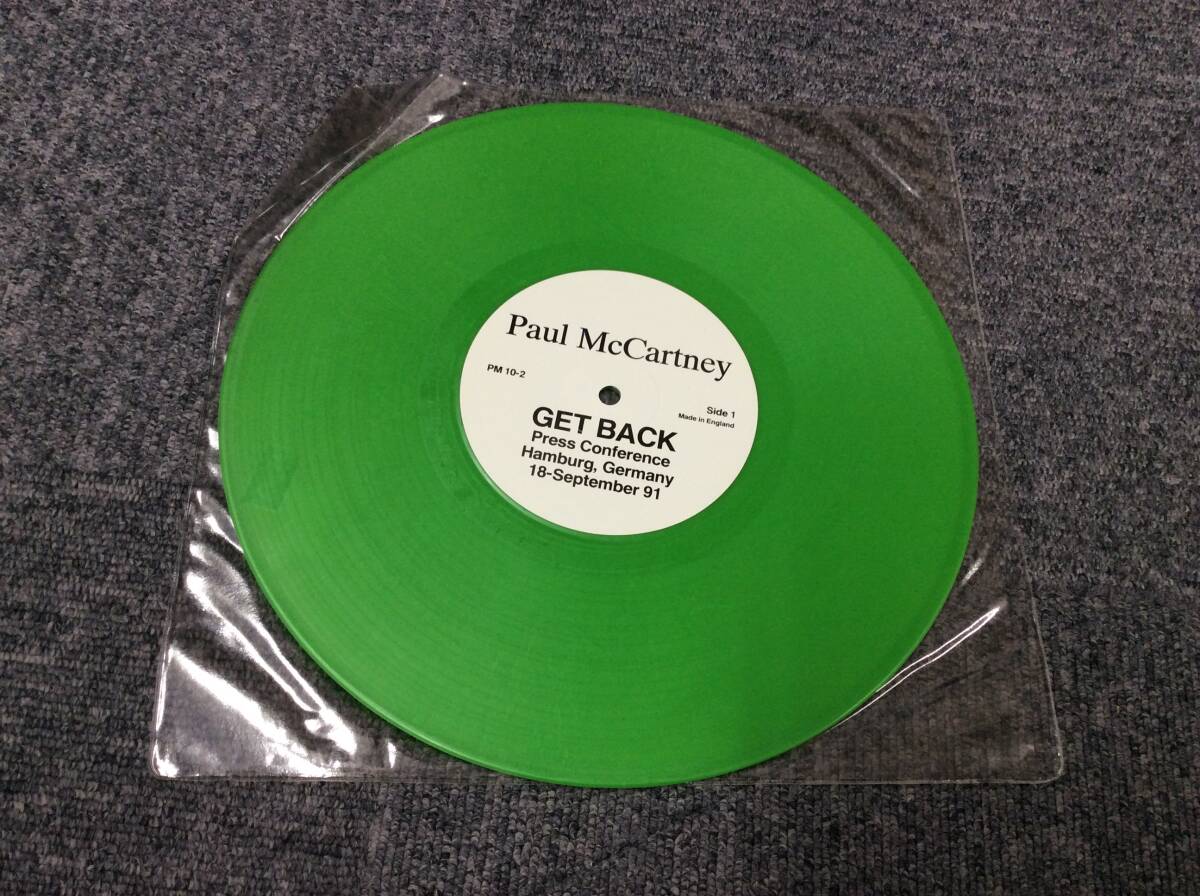 Paul McCartney
PM 10-2
Side 1
Made in England
GET BACK
Press Conference
Hamburg, Germany
18-September 91